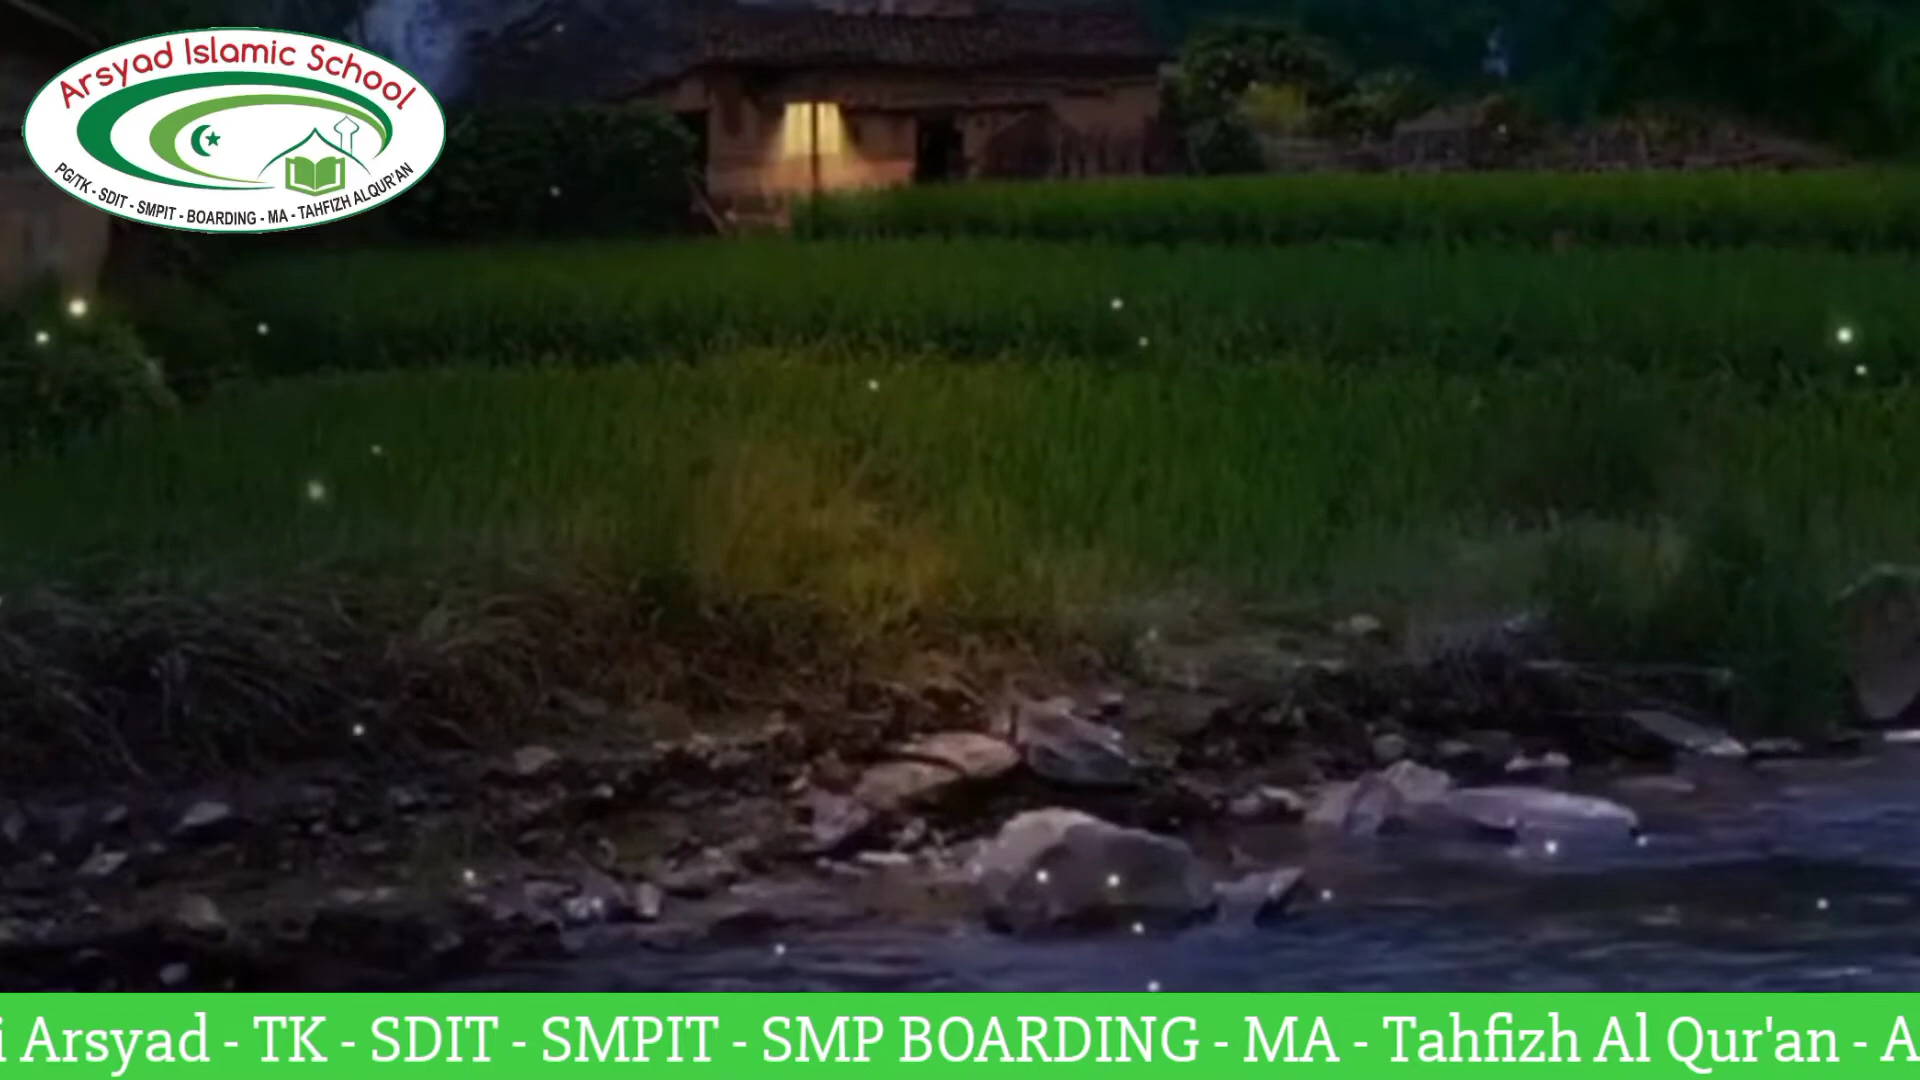 Arsyad Islamic School
PG/TK - SDIT - SMPIT - BOARDING - MA - TAHFIZH ALQUR'AN
i Arsyad - TK - SDIT - SMPIT - SMP BOARDING - MA - Tahfizh Al Qur'an - A